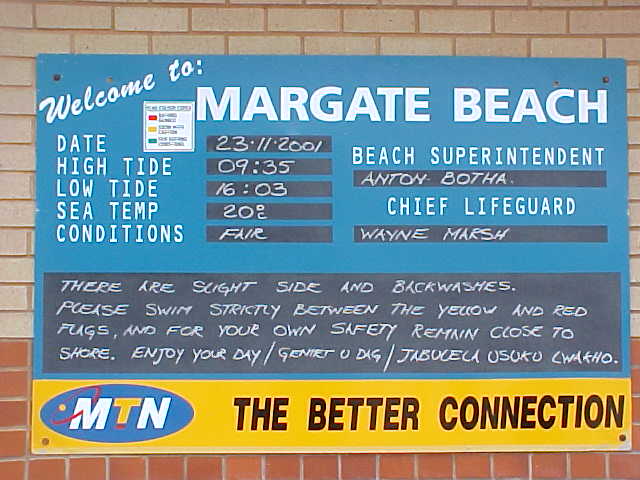 Welcome to:
MARGATE BEACH
DATE 23·11·2001
HIGH TIDE 09:35
LOW TIDE 16:03
SEA TEMP 20°C
CONDITIONS FAIR
BEACH SUPERINTENDENT
ANTON BOTHA.
CHIEF LIFEGUARD
WAYNE MARSH
THERE ARE SLIGHT SIDE AND BACKWASHES.
PLEASE SWIM STRICTLY BETWEEN THE YELLOW AND RED
FLAGS, AND FOR YOUR OWN SAFETY REMAIN CLOSE TO
SHORE. ENJOY YOUR DAY/GENIET U DAG/JABULELA USUKU LWAKHO.
MTN THE BETTER CONNECTION